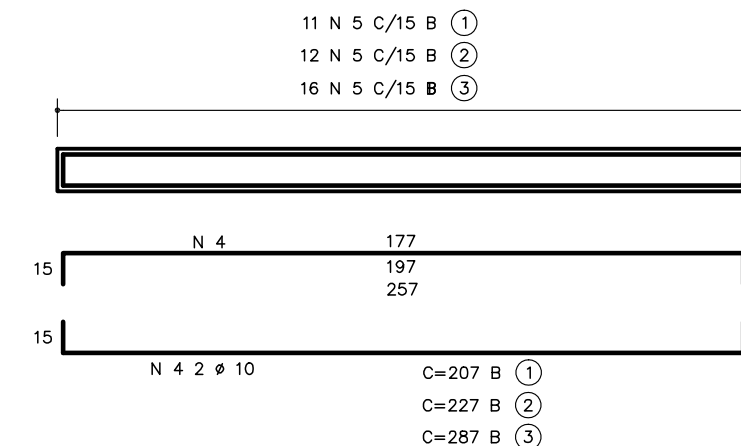 11 N 5 C/15 B 1
12 N 5 C/15 B 2
16 N 5 C/15 B 3
N 4 177
15 197
257
15
N 4 2 ø 10
C=207 B 1
C=227 B 2
C=287 B 3